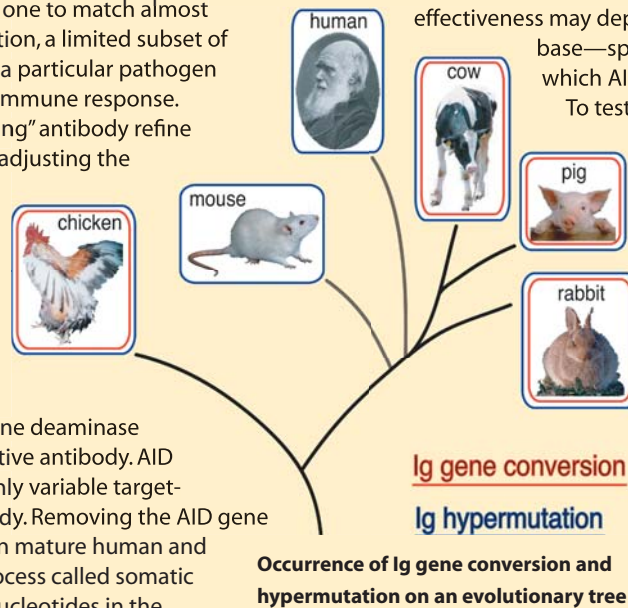 one to match almost
tion, a limited subset of
a particular pathogen
mmune response.
ng” antibody refine
adjusting the
effectiveness may dep
base—sp
which AI
To test
human
cow
pig
mouse
chicken
rabbit
ne deaminase
tive antibody. AID
nly variable target-
dy. Removing the AID gene
n mature human and
ocess called somatic
ucleotides in the
Ig gene conversion
Ig hypermutation
Occurrence of Ig gene conversion and
hypermutation on an evolutionary tree